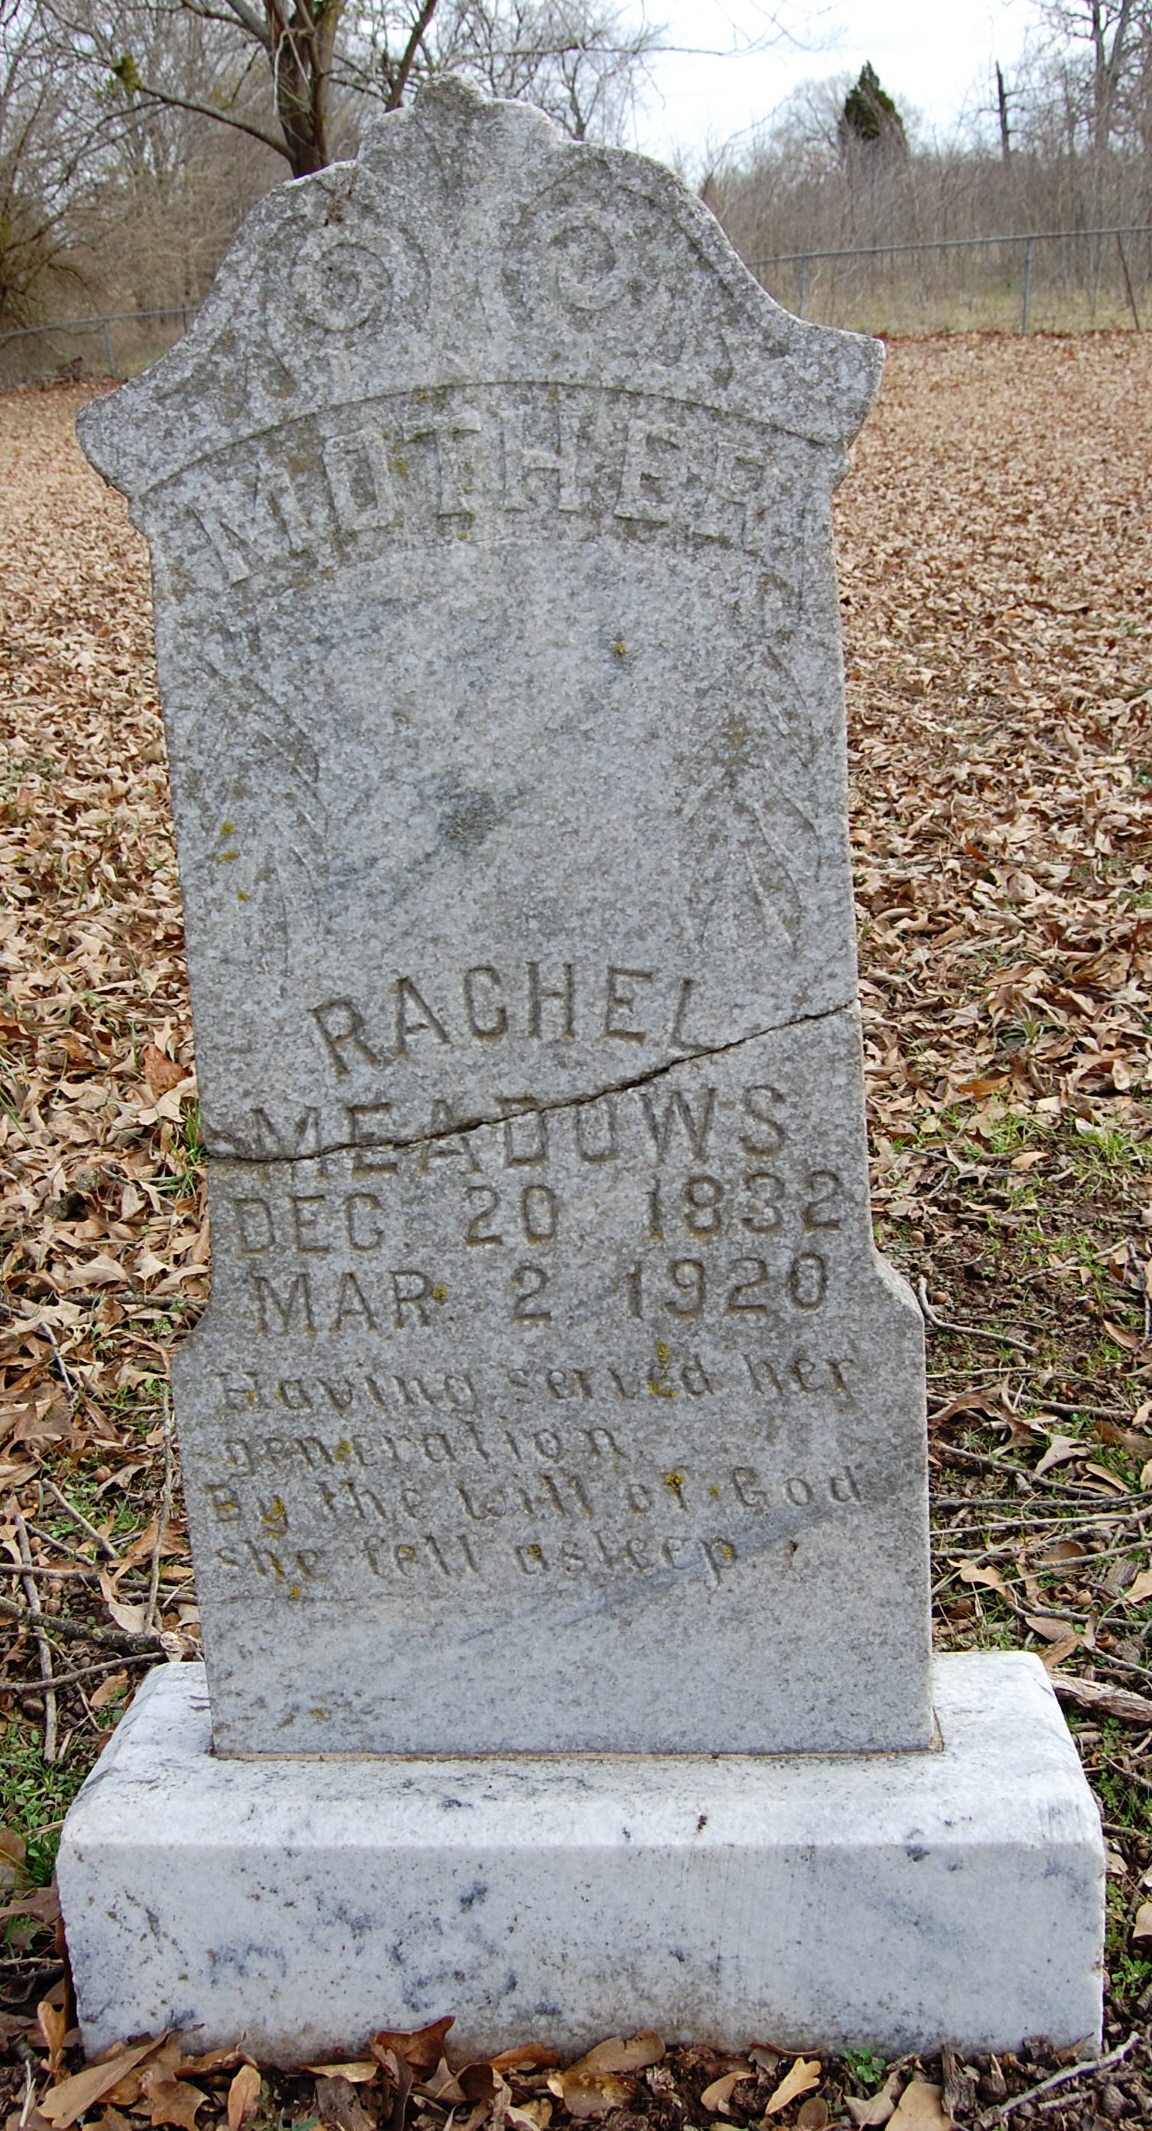 MOTHER
RACHEL
MEADOWS
DEC. 20, 1832
MAR. 2, 1920
Having served her
generation,
By the will of God
she fell asleep.